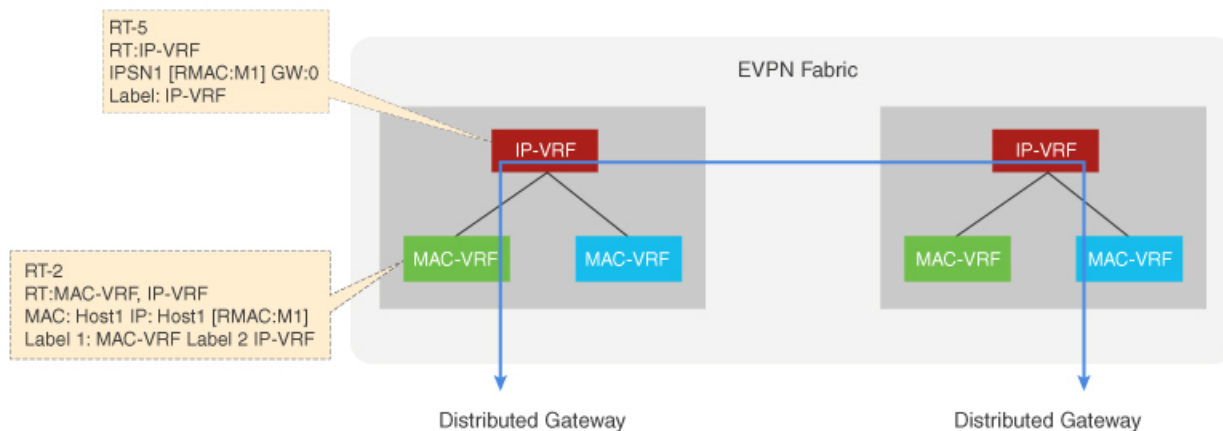 RT-5
RT:IP-VRF
IPSN1 [RMAC:M1] GW:0
Label: IP-VRF
EVPN Fabric
IP-VRF
IP-VRF
MAC-VRF
MAC-VRF
MAC-VRF
MAC-VRF
RT-2
RT:MAC-VRF, IP-VRF
MAC: Host1 IP: Host1 [RMAC:M1]
Label 1: MAC-VRF Label 2 IP-VRF
Distributed Gateway
Distributed Gateway